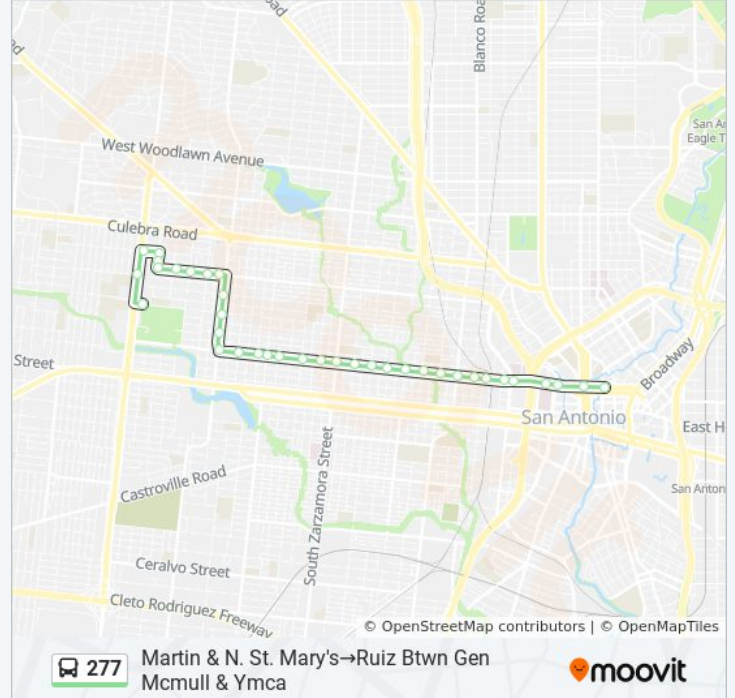 Road
Blanco Roa
ad
San A
Eagle T
West Woodlawn Avenue
Culebra Road
Street
Broadway
San Antonio
East H
Castroville Road
South Zarzamora Street
San Anton
Ceralvo Street
Cleto Rodriguez Freeway
© OpenStreetMap contributors | © OpenMapTiles
277
Martin & N. St. Mary's→Ruiz Btwn Gen
Mcmull & Ymca
moovit